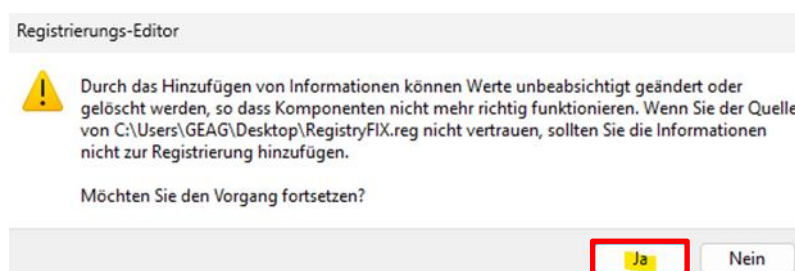 Registrierungs-Editor
Durch das Hinzufügen von Informationen können Werte unbeabsichtigt geändert oder
gelöscht werden, so dass Komponenten nicht mehr richtig funktionieren. Wenn Sie der Quelle
von C:\Users\GEAG\Desktop\RegistryFIX.reg nicht vertrauen, sollten Sie die Informationen
nicht zur Registrierung hinzufügen.
Möchten Sie den Vorgang fortsetzen?
Ja Nein